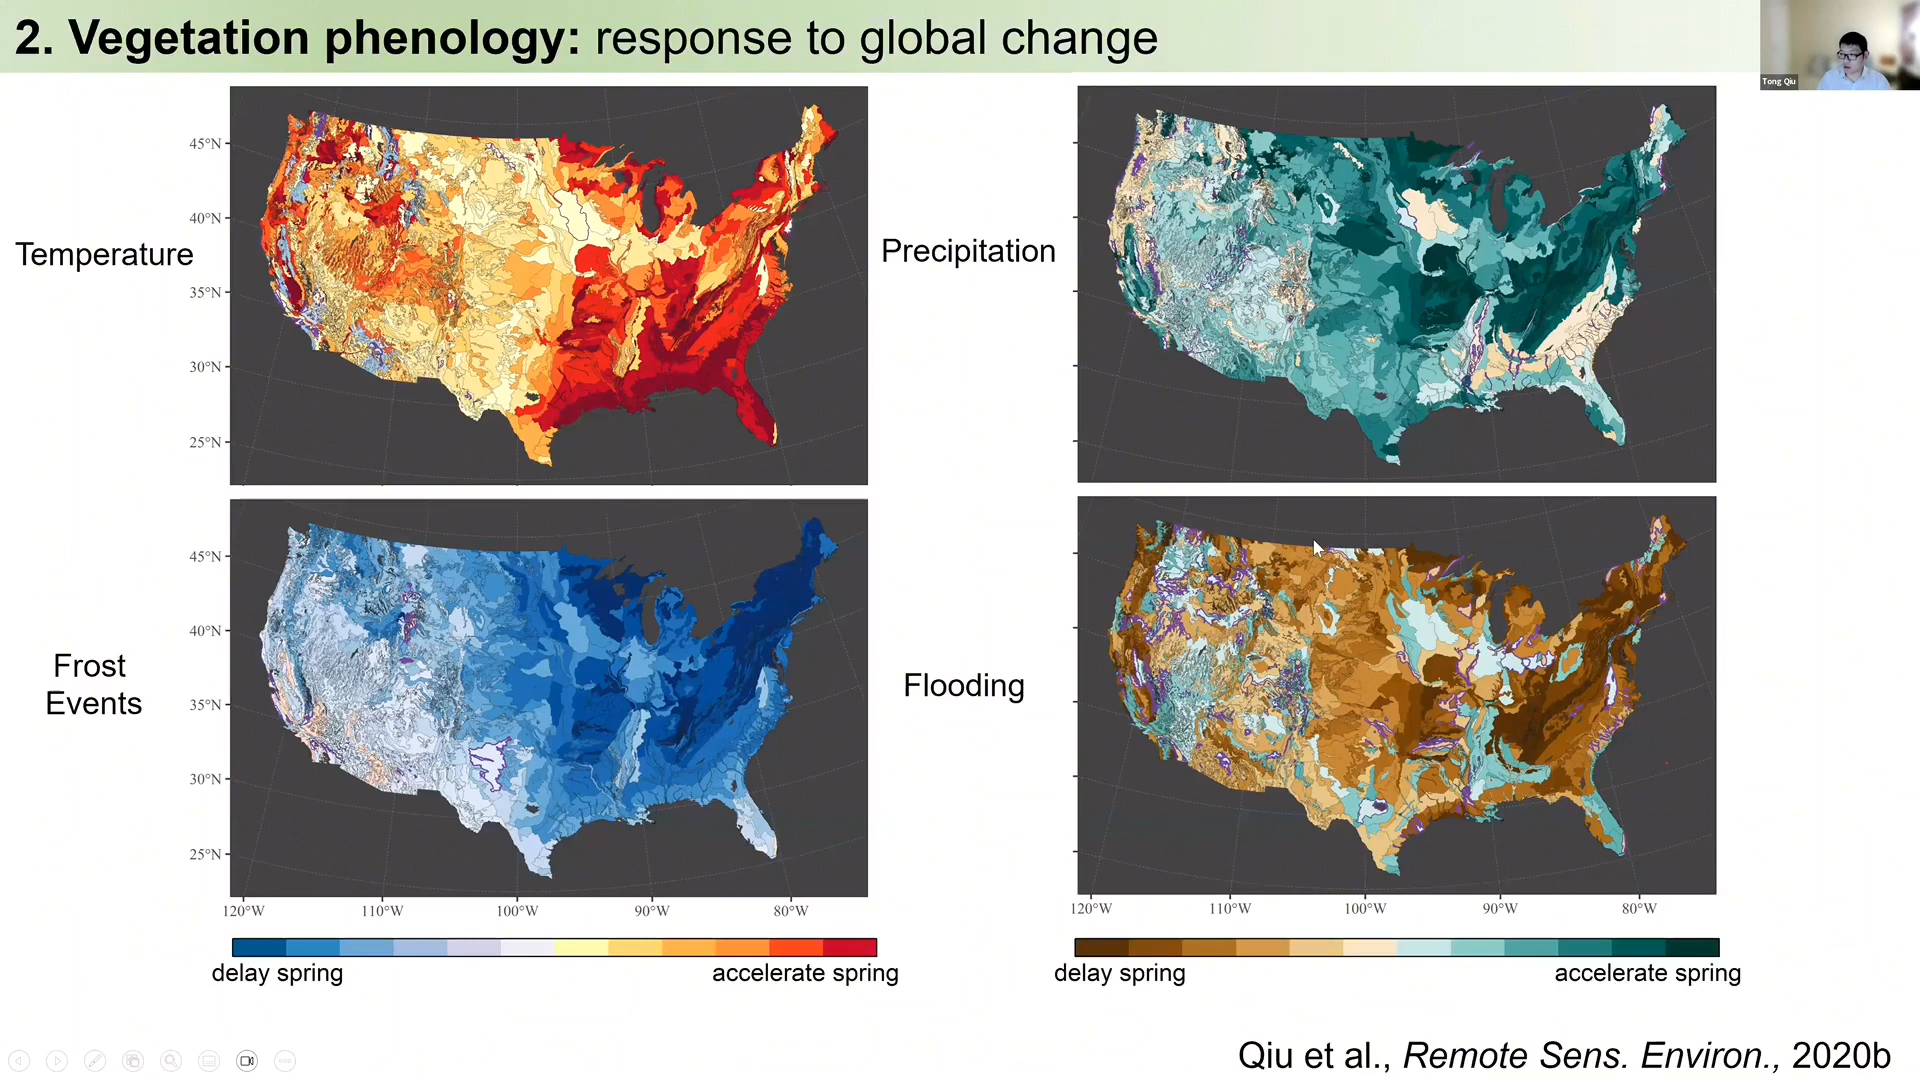 2. Vegetation phenology: response to global change
Tong Qiu
Temperature
45°N
40°N
35°N
30°N
25°N
Precipitation
Frost
Events
45°N
40°N
35°N
30°N
25°N
120°W 110°W 100°W 90°W 80°W
Flooding
120°W 110°W 100°W 90°W 80°W
delay spring accelerate spring
delay spring accelerate spring
Qiu et al., Remote Sens. Environ., 2020b